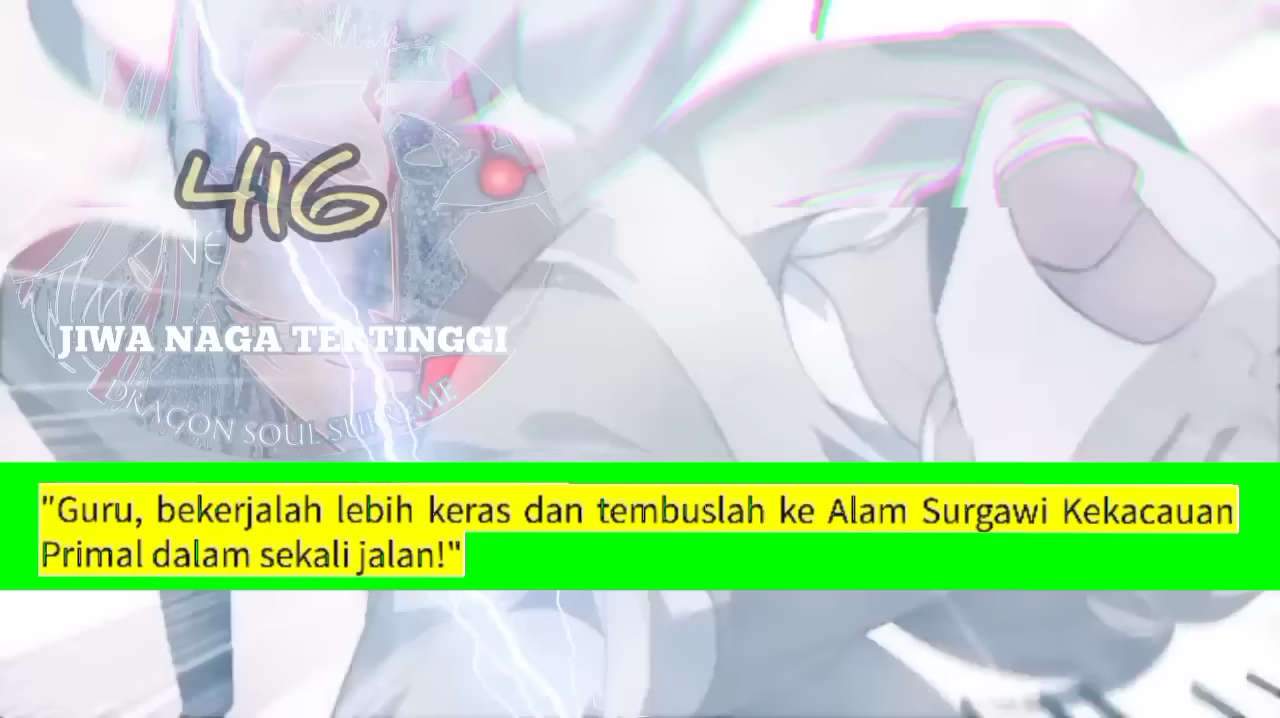 416
NE
JIWA NAGA TERTINGGI
DRAGON SOUL SUPREME
"Guru, bekerjalah lebih keras dan tembuslah ke Alam Surgawi Kekacauan
Primal dalam sekali jalan!"